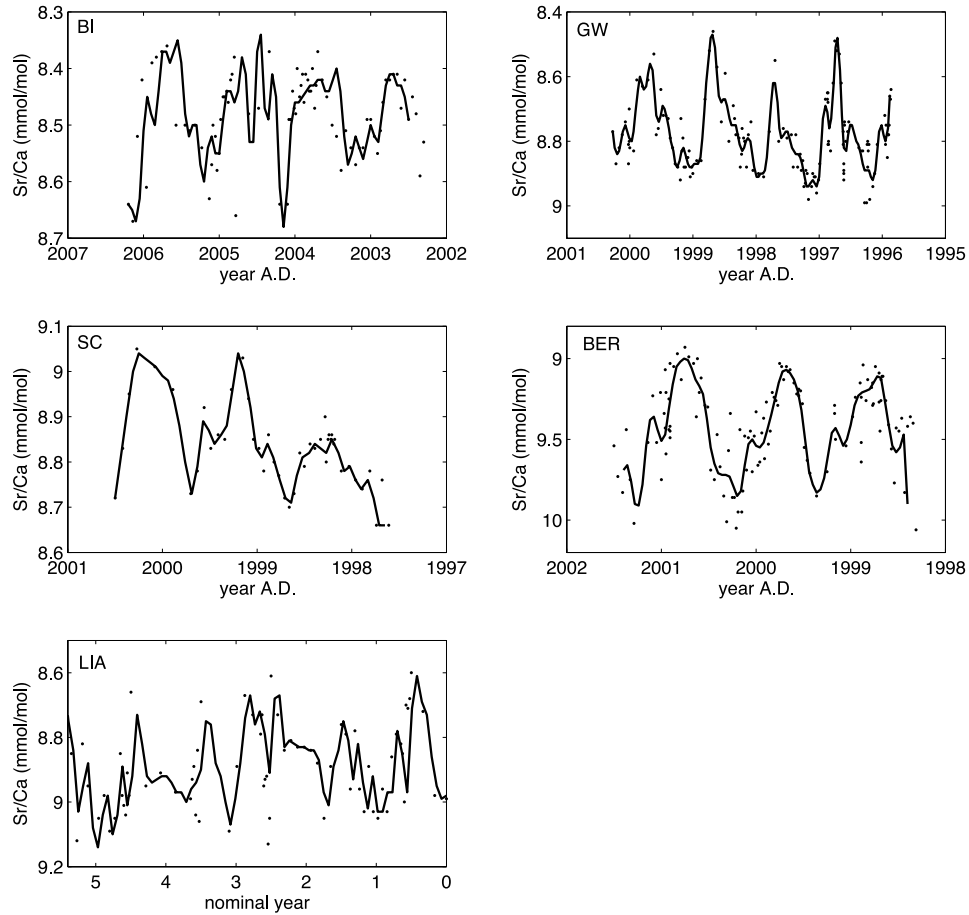 BI
Sr/Ca (mmol/mol)
8.3
8.4
8.5
8.6
8.7
2007 2006 2005 2004 2003 2002
year A.D.
GW
Sr/Ca (mmol/mol)
8.4
8.6
8.8
9
2001 2000 1999 1998 1997 1996 1995
year A.D.
SC
Sr/Ca (mmol/mol)
9.1
9
8.9
8.8
8.7
8.6
2001 2000 1999 1998 1997
year A.D.
BER
Sr/Ca (mmol/mol)
9
9.5
10
2002 2001 2000 1999 1998
year A.D.
LIA
Sr/Ca (mmol/mol)
8.6
8.8
9
9.2
5 4 3 2 1 0
nominal year